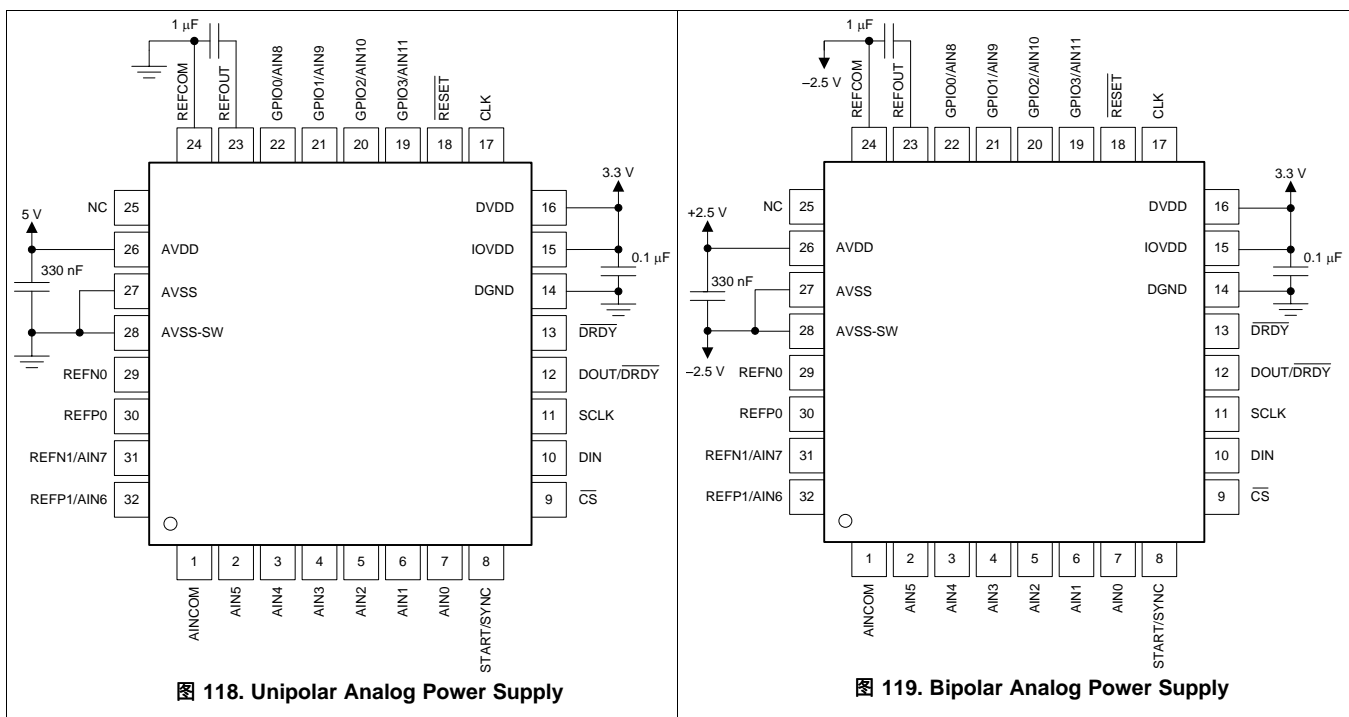 1 μF
REFCOM
REFOUT
GPIO0/AIN8
GPIO1/AIN9
GPIO2/AIN10
GPIO3/AIN11
RESET
CLK
24 23 22 21 20 19 18 17
NC 25
5 V
26 AVDD
330 nF
27 AVSS
28 AVSS-SW
REFN0 29
REFP0 30
REFN1/AIN7 31
REFP1/AIN6 32
3.3 V
DVDD 16
IOVDD 15
0.1 μF
DGND 14
13 DRDY
12 DOUT/DRDY
11 SCLK
10 DIN
9 CS
1 2 3 4 5 6 7 8
AINCOM
AIN5
AIN4
AIN3
AIN2
AIN1
AIN0
START/SYNC
图 118. Unipolar Analog Power Supply
1 μF
–2.5 V
REFCOM
REFOUT
GPIO0/AIN8
GPIO1/AIN9
GPIO2/AIN10
GPIO3/AIN11
RESET
CLK
24 23 22 21 20 19 18 17
NC 25
+2.5 V
26 AVDD
330 nF
27 AVSS
28 AVSS-SW
–2.5 V
REFN0 29
REFP0 30
REFN1/AIN7 31
REFP1/AIN6 32
3.3 V
DVDD 16
IOVDD 15
0.1 μF
DGND 14
13 DRDY
12 DOUT/DRDY
11 SCLK
10 DIN
9 CS
1 2 3 4 5 6 7 8
AINCOM
AIN5
AIN4
AIN3
AIN2
AIN1
AIN0
START/SYNC
图 119. Bipolar Analog Power Supply